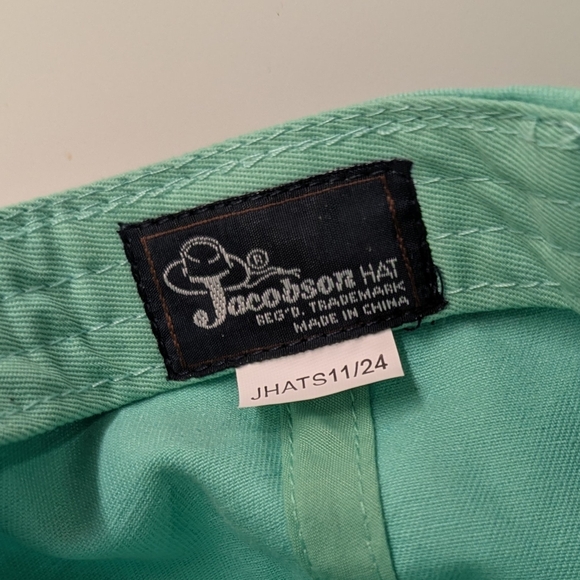 ®
Jacobson HAT
REG'D. TRADEMARK
MADE IN CHINA
JHATS11/24